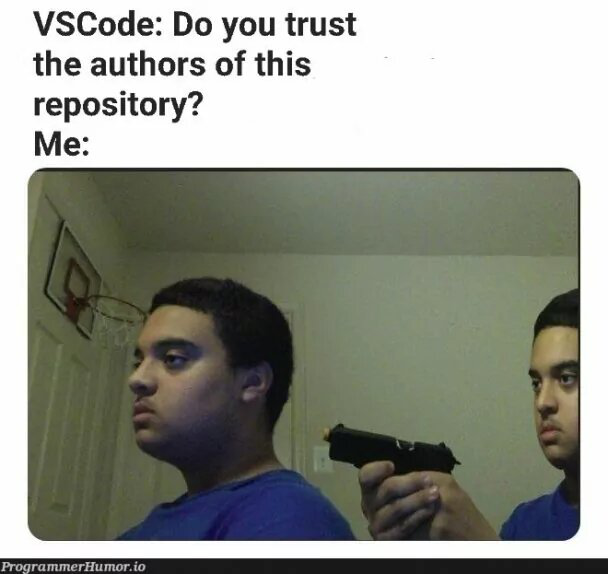 VSCode: Do you trust
the authors of this
repository?
Me:
ProgrammerHumor.io